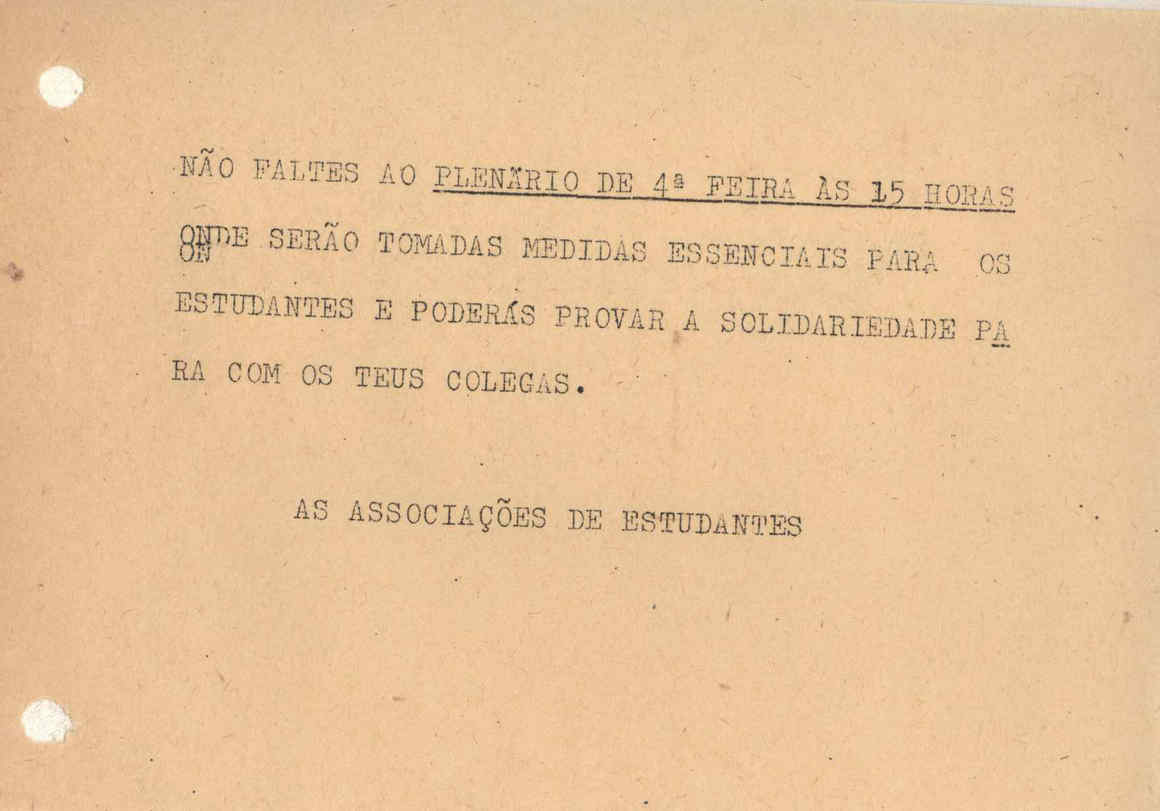 NÃO FALTES AO PLENÁRIO DE 4ª FEIRA ÀS 15 HORAS
ONDE SERÃO TOMADAS MEDIDAS ESSENCIAIS PARA OS
ESTUDANTES E PODERÁS PROVAR A SOLIDARIEDADE PA
RA COM OS TEUS COLEGAS.
AS ASSOCIAÇÕES DE ESTUDANTES